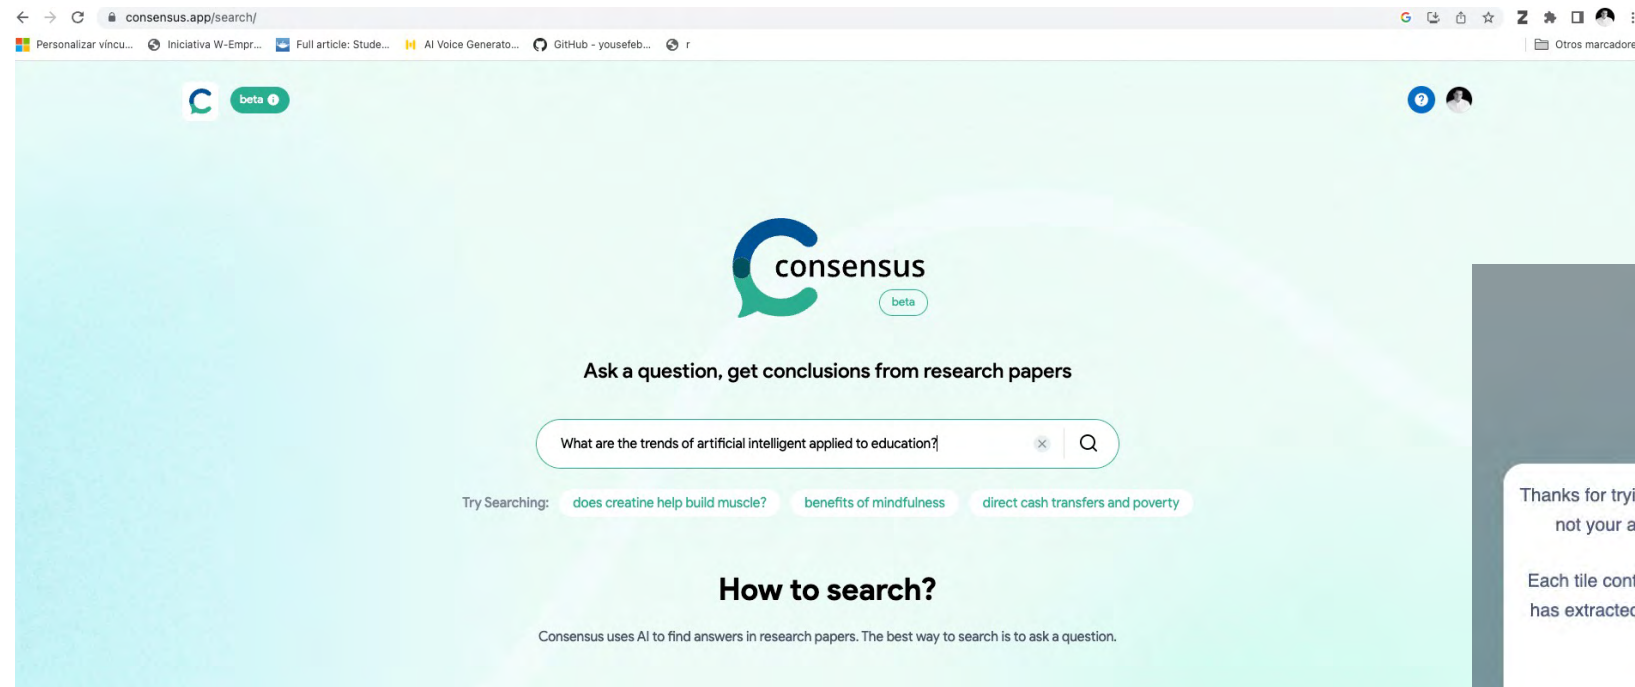 consensus.app/search/
Personalizar víncu... Iniciativa W-Empr... Full article: Stude... AI Voice Generato... GitHub - yousefeb... r Otros marcadore
beta
consensus
beta
Ask a question, get conclusions from research papers
What are the trends of artificial intelligent applied to education?
Try Searching: does creatine help build muscle? benefits of mindfulness direct cash transfers and poverty
How to search?
Consensus uses AI to find answers in research papers. The best way to search is to ask a question.
Thanks for tryi
not your a
Each tile cont
has extracted